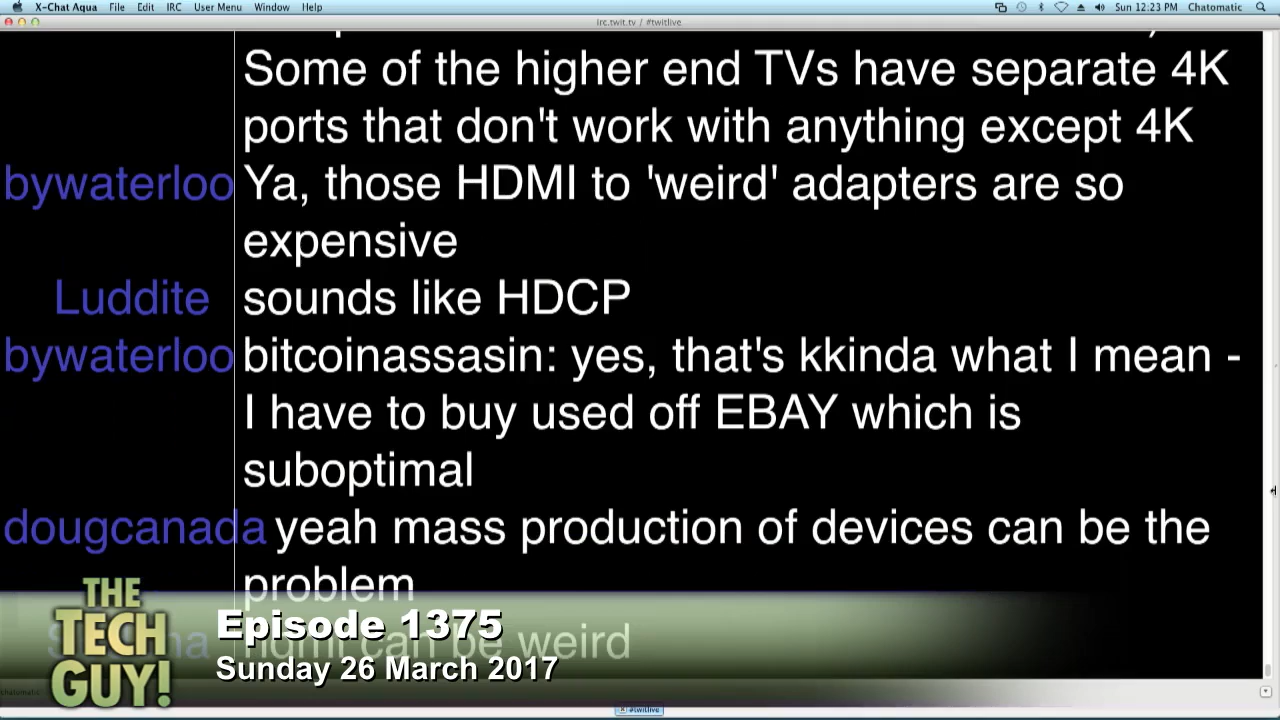 X-Chat Aqua File Edit IRC User Menu Window Help Sun 12:23 PM Chatomatic
irc.twit.tv / #twitlive
Some of the higher end TVs have separate 4K
ports that don't work with anything except 4K
bywaterloo Ya, those HDMI to 'weird' adapters are so
expensive
Luddite sounds like HDCP
bywaterloo bitcoinassasin: yes, that's kkinda what I mean -
I have to buy used off EBAY which is
suboptimal
dougcanada yeah mass production of devices can be the
problem
hdmi can be weird
THE
TECH
GUY!
Episode 1375
Sunday 26 March 2017
chatomatic
#twitlive